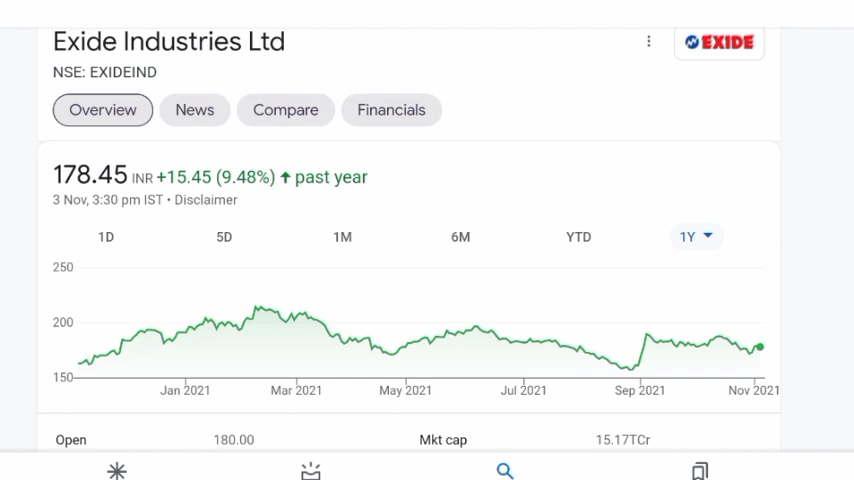 Exide Industries Ltd
EXIDE
NSE: EXIDEIND
Overview News Compare Financials
178.45 INR +15.45 (9.48%) ↑ past year
3 Nov, 3:30 pm IST • Disclaimer
1D 5D 1M 6M YTD 1Y
250
200
150
Jan 2021 Mar 2021 May 2021 Jul 2021 Sep 2021 Nov 2021
Open 180.00 Mkt cap 15.17TCr